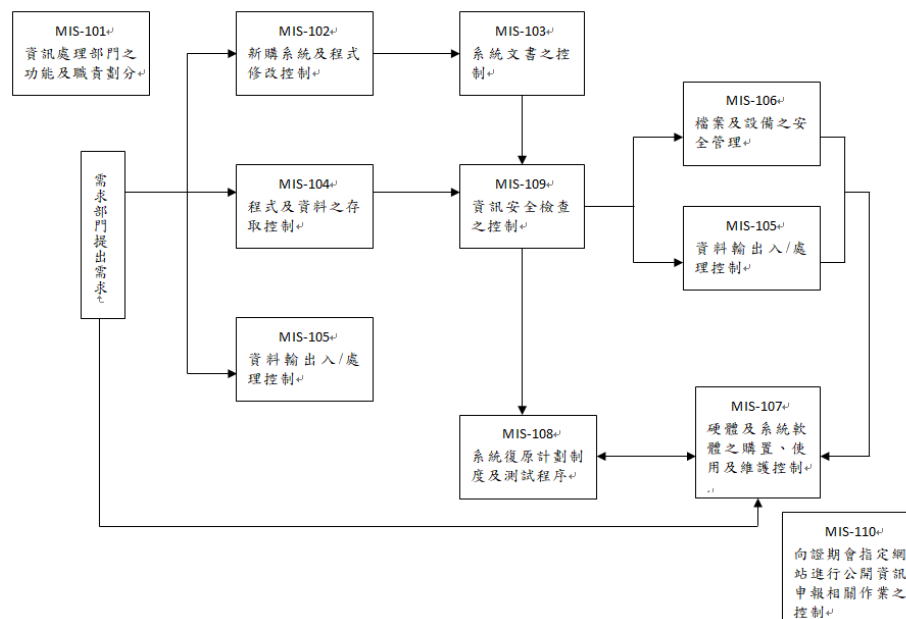 MIS-101
資訊處理部門之
功能及職責劃分
MIS-102
新購系統及程式
修改控制
MIS-103
系統文書之控
制
MIS-106
檔案及設備之安
全管理
需求部門提出需求
MIS-104
程式及資料之存
取控制
MIS-109
資訊安全檢查
之控制
MIS-105
資料輸出入/處
理控制
MIS-105
資料輸出入/處
理控制
MIS-108
系統復原計劃制
度及測試程序
MIS-107
硬體及系統軟
體之購置、使
用及維護控制
MIS-110
向證期會指定網
站進行公開資訊
申報相關作業之
控制